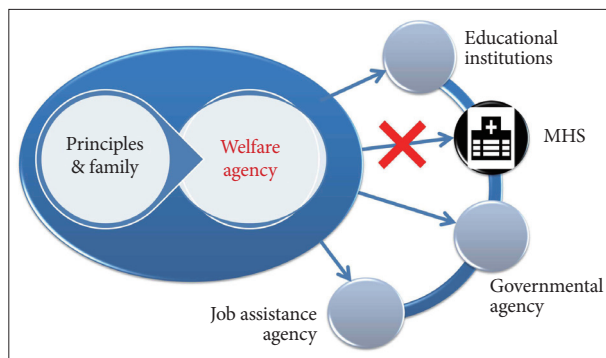 Principles
& family
Welfare
agency
Educational
institutions
MHS
Governmental
agency
Job assistance
agency